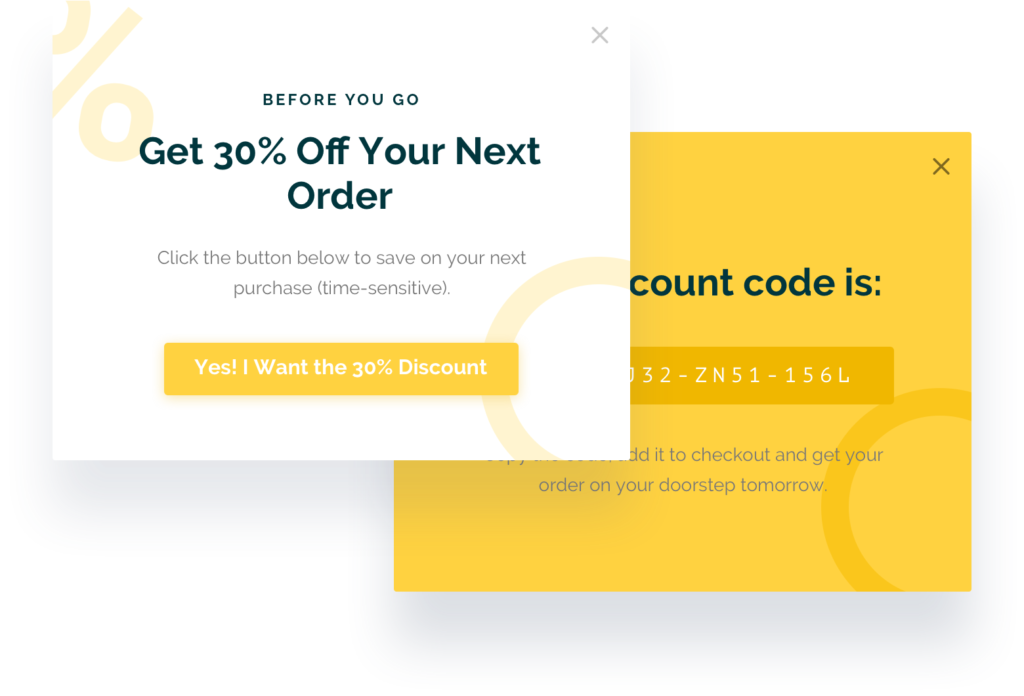 %
BEFORE YOU GO
Get 30% Off Your Next
Order
Click the button below to save on your next
purchase (time-sensitive).
Yes! I Want the 30% Discount
count code is:
J32-ZN51-156L
it to checkout and get your
order on your doorstep tomorrow.